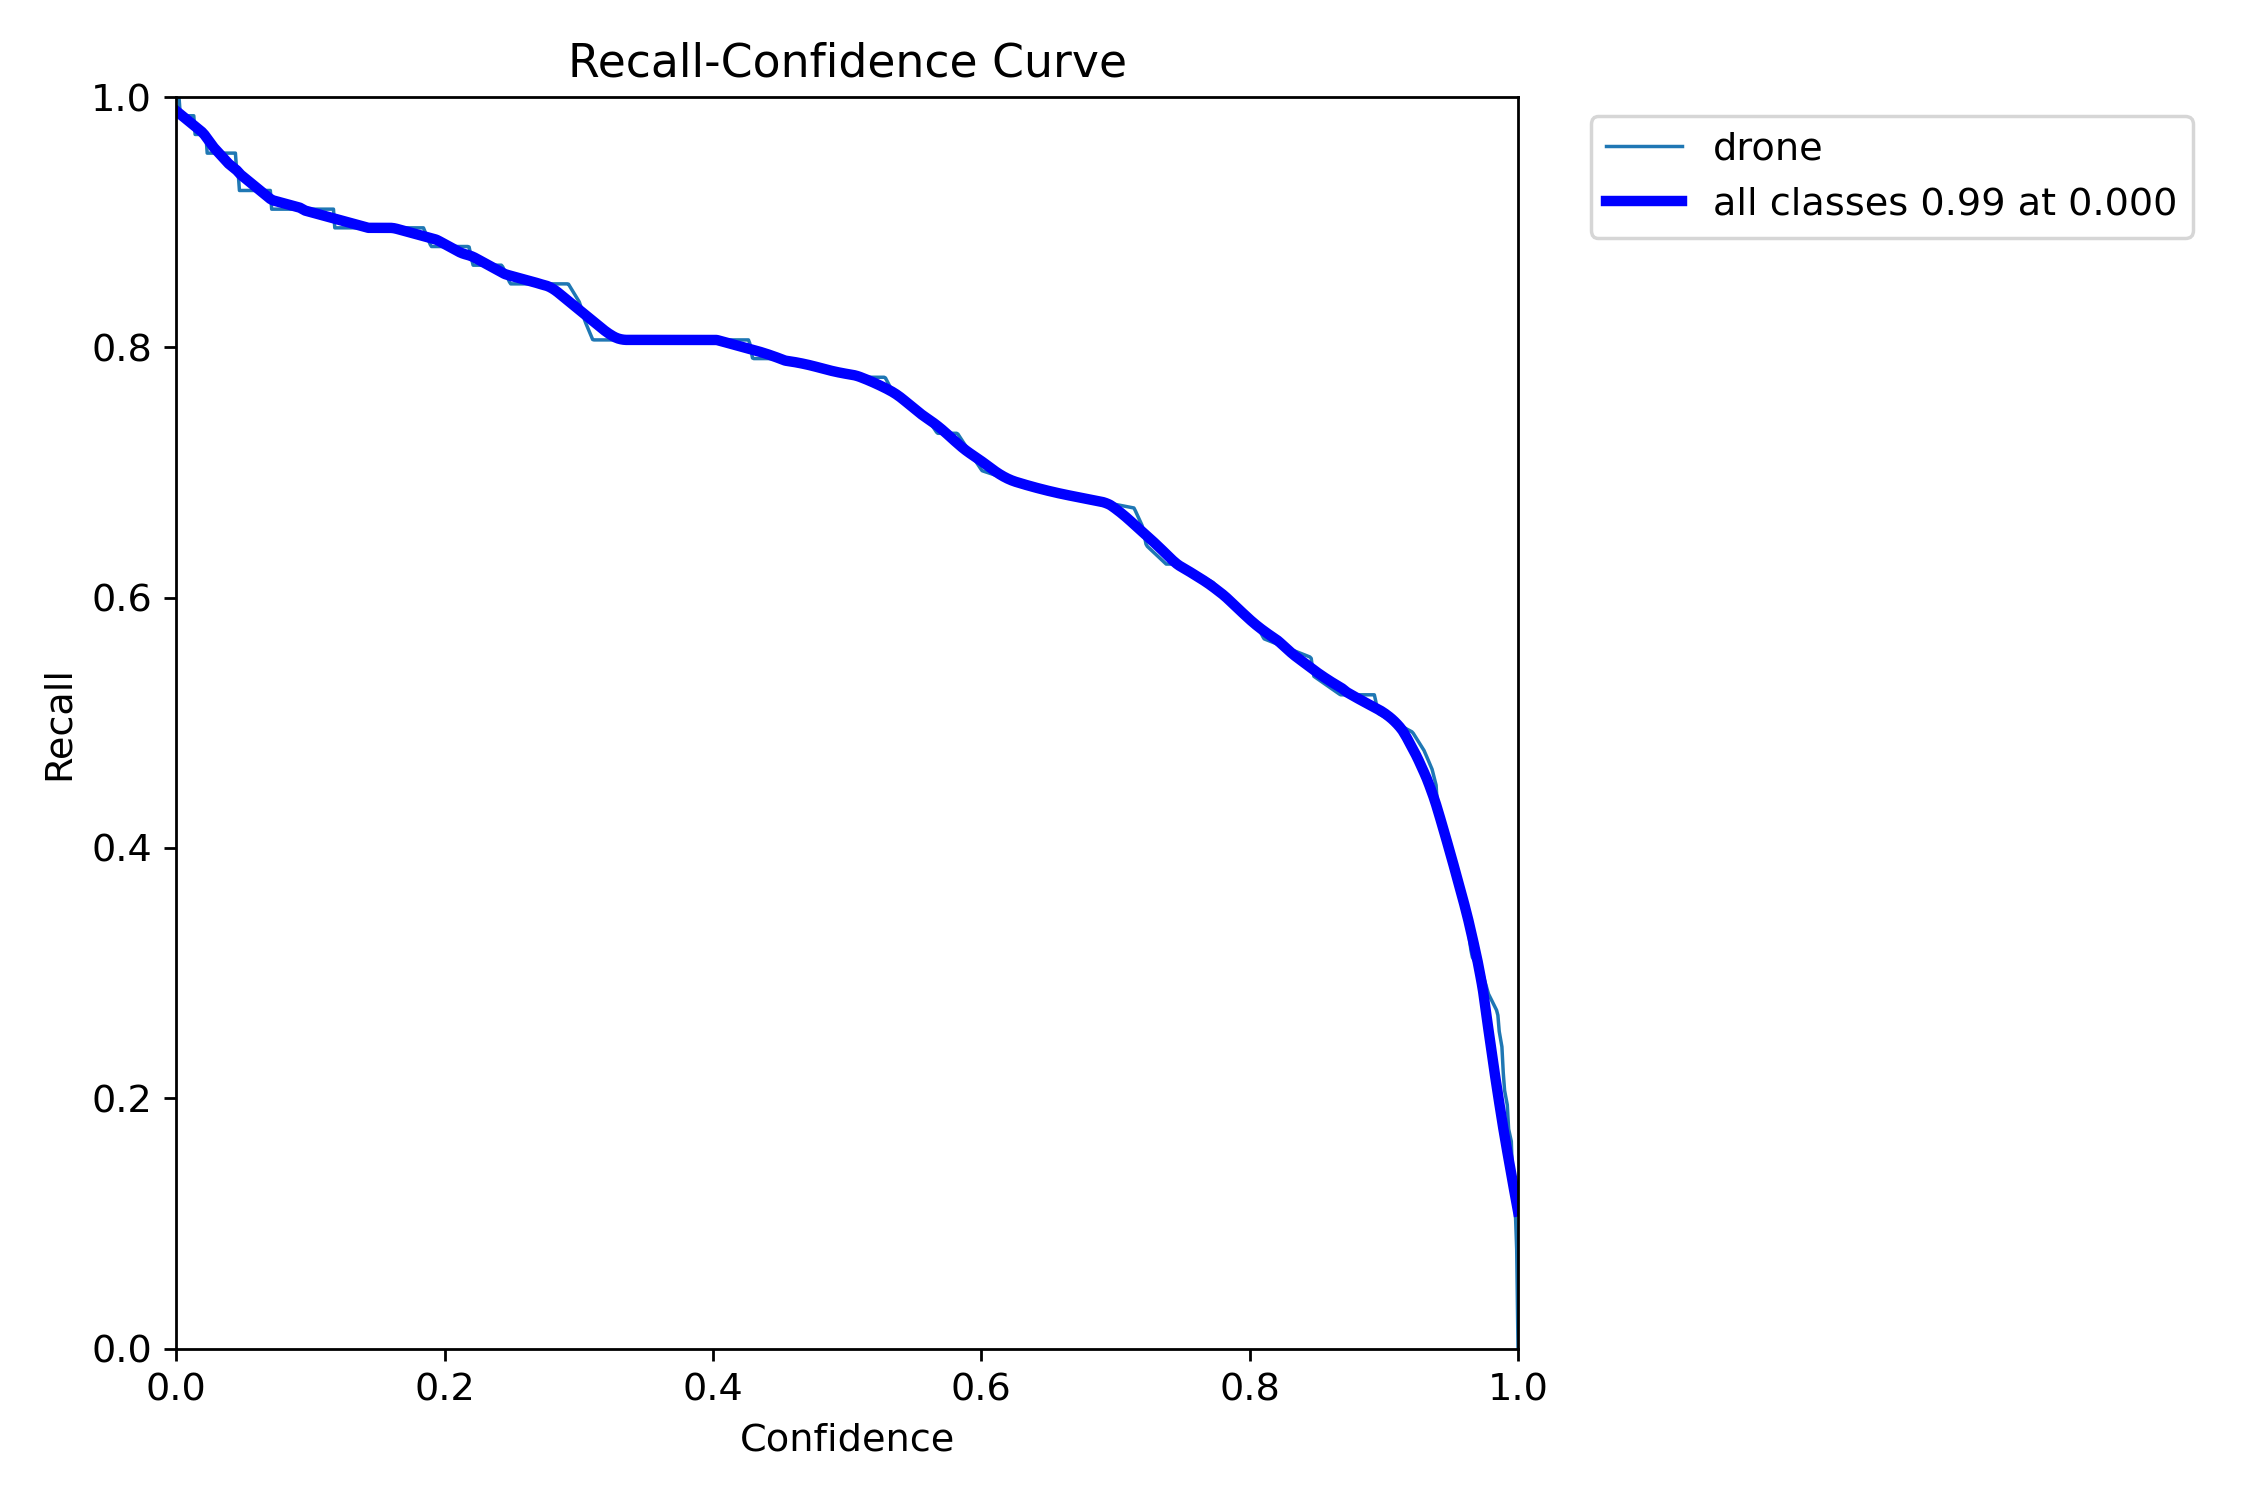 Recall-Confidence Curve
drone
all classes 0.99 at 0.000
1.0
0.8
0.6
0.4
0.2
0.0
Recall
0.0 0.2 0.4 0.6 0.8 1.0
Confidence